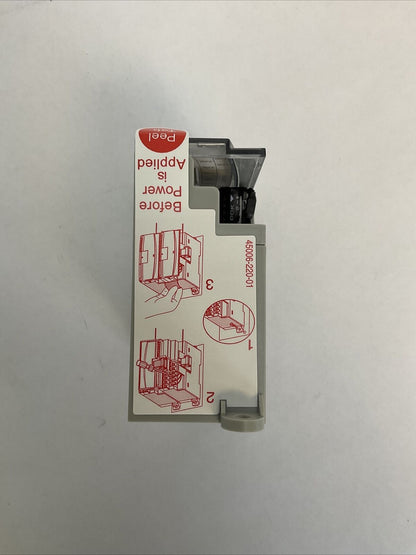 Peel
Before
Power
is
Applied
45006-220-01
1
2
3